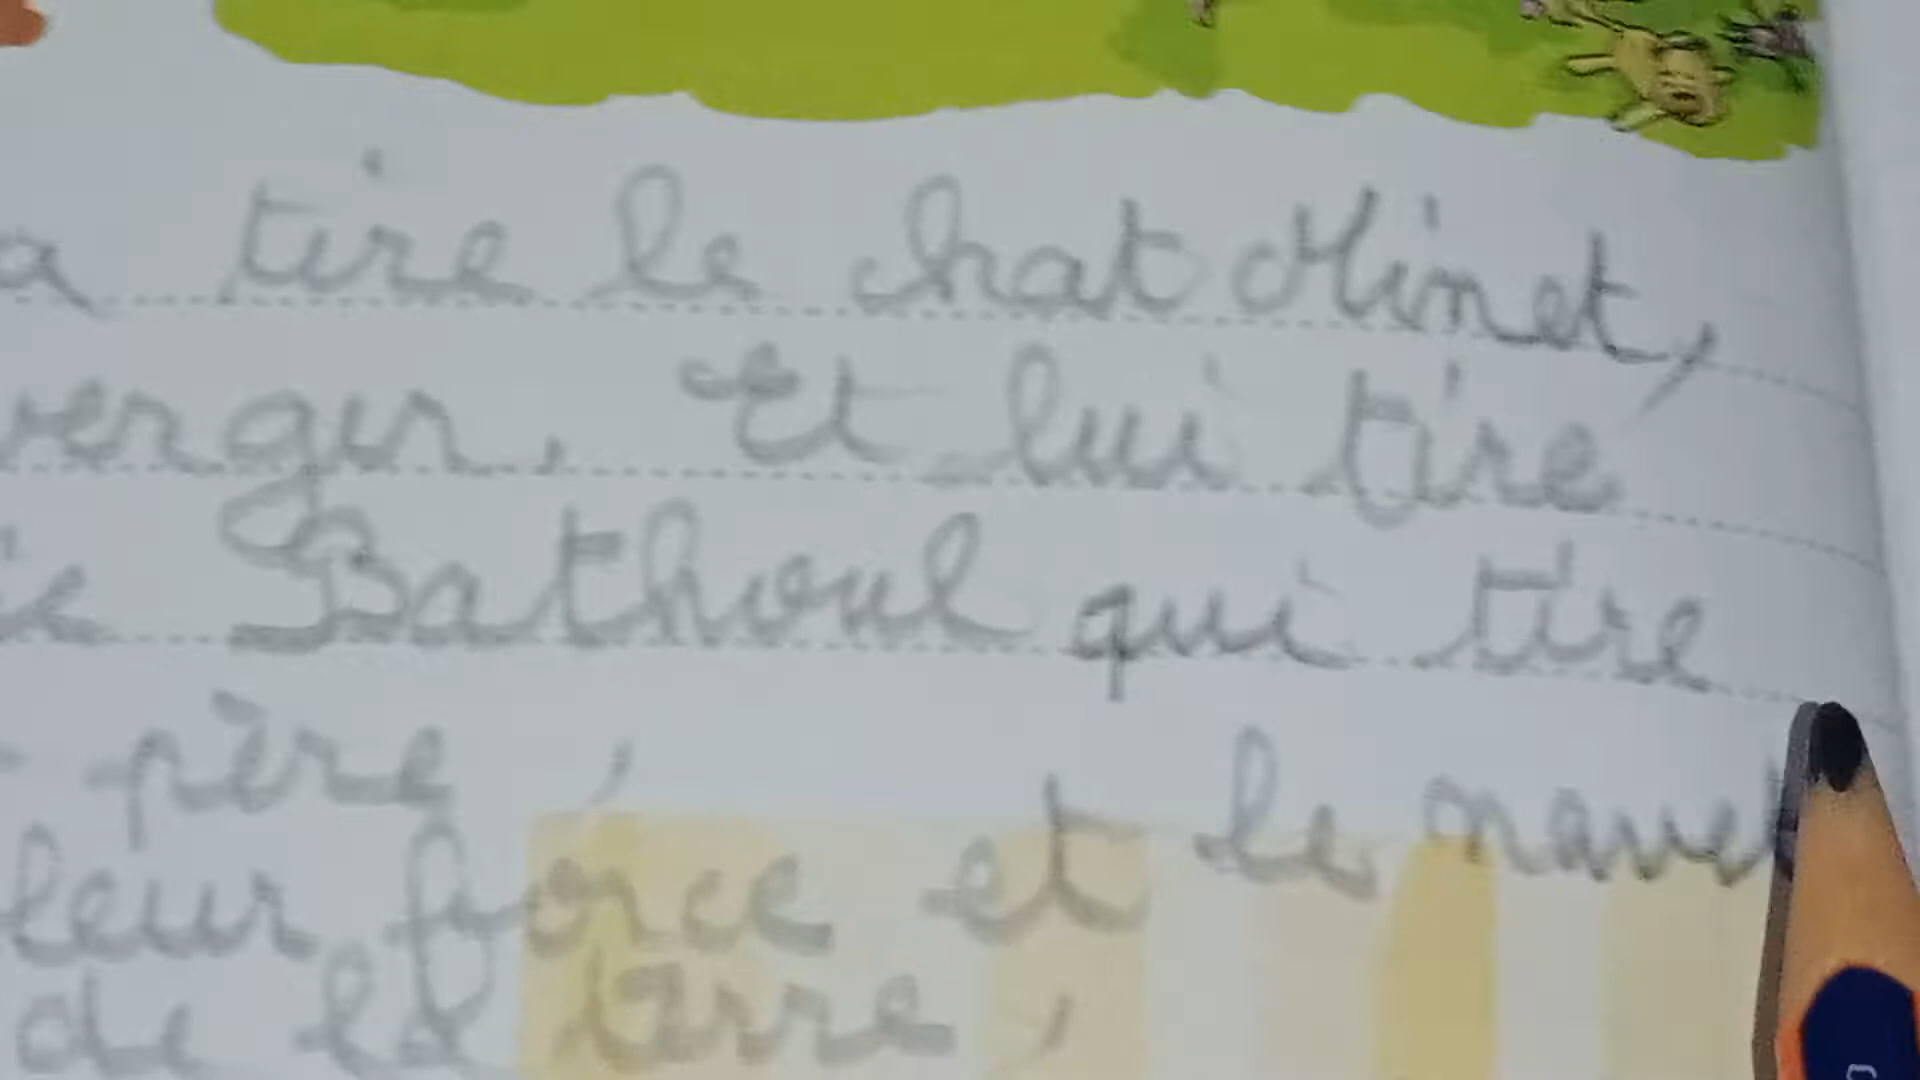 a tire le chat Minet,
verger. Et lui tire
ie Bathoul qui tire
- père,
leur force et le navet
de la terre,